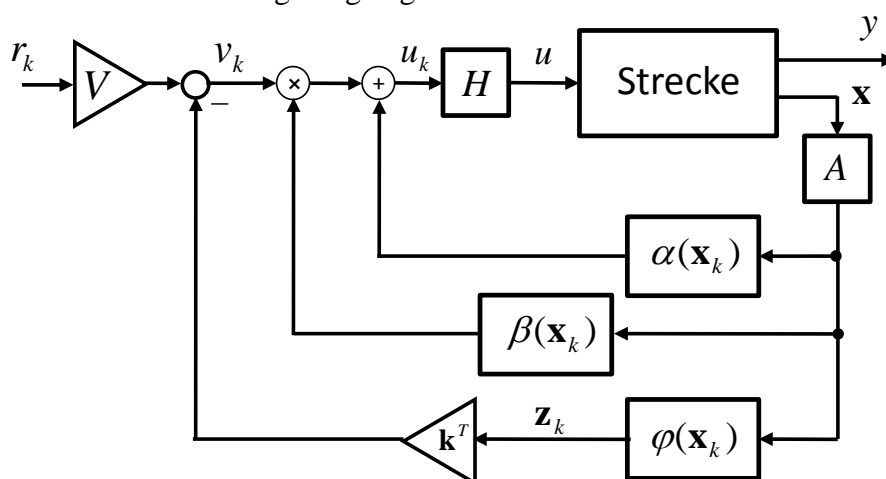 r_k
V
v_k
−
×
+
u_k
H
u
Strecke
y
x
A
α(x_k)
β(x_k)
k^T
z_k
φ(x_k)